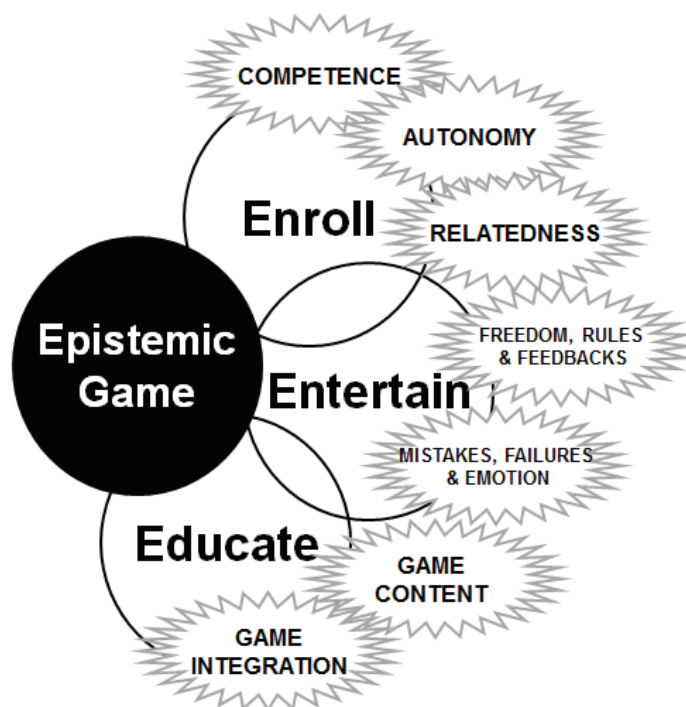 COMPETENCE
AUTONOMY
Enroll
RELATEDNESS
FREEDOM, RULES
& FEEDBACKS
Epistemic
Game
Entertain
MISTAKES, FAILURES
& EMOTION
Educate
GAME
CONTENT
GAME
INTEGRATION